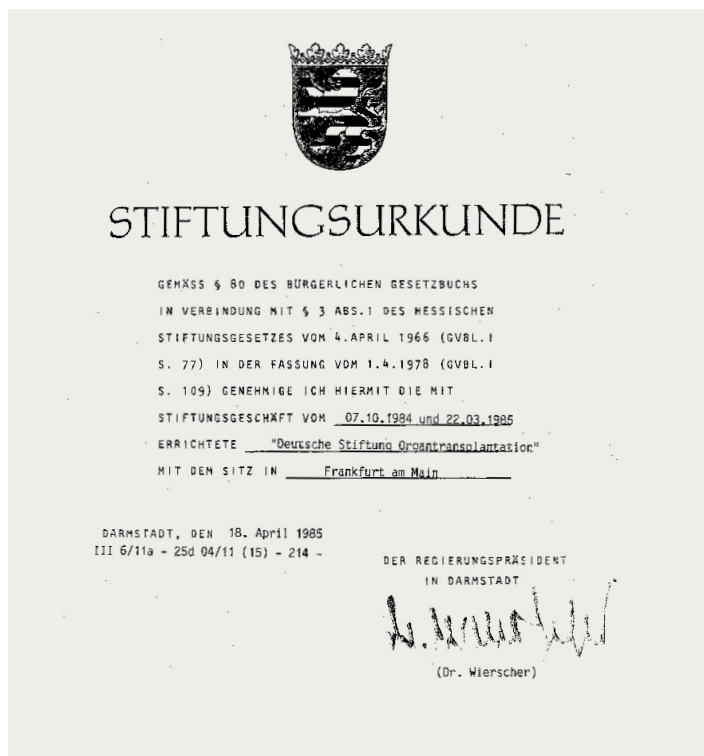 STIFTUNGSURKUNDE
GEMÄSS § 80 DES BÜRGERLICHEN GESETZBUCHS
IN VERBINDUNG MIT § 3 ABS.1 DES HESSISCHEN
STIFTUNGSGESETZES VOM 4.APRIL 1966 (GVBL.I
S. 77) IN DER FASSUNG VOM 1.4.1978 (GVBL.I
S. 109) GENEHMIGE ICH HIERMIT DIE MIT
STIFTUNGSGESCHÄFT VOM 07.10.1984 und 22.03.1985
ERRICHTETE "Deutsche Stiftung Organtransplantation"
MIT DEM SITZ IN Frankfurt am Main
DARMSTADT, DEN 18. April 1985
III 6/11a - 25d 04/11 (15) - 214 -
DER REGIERUNGSPRÄSIDENT
IN DARMSTADT
(Dr. Wierscher)